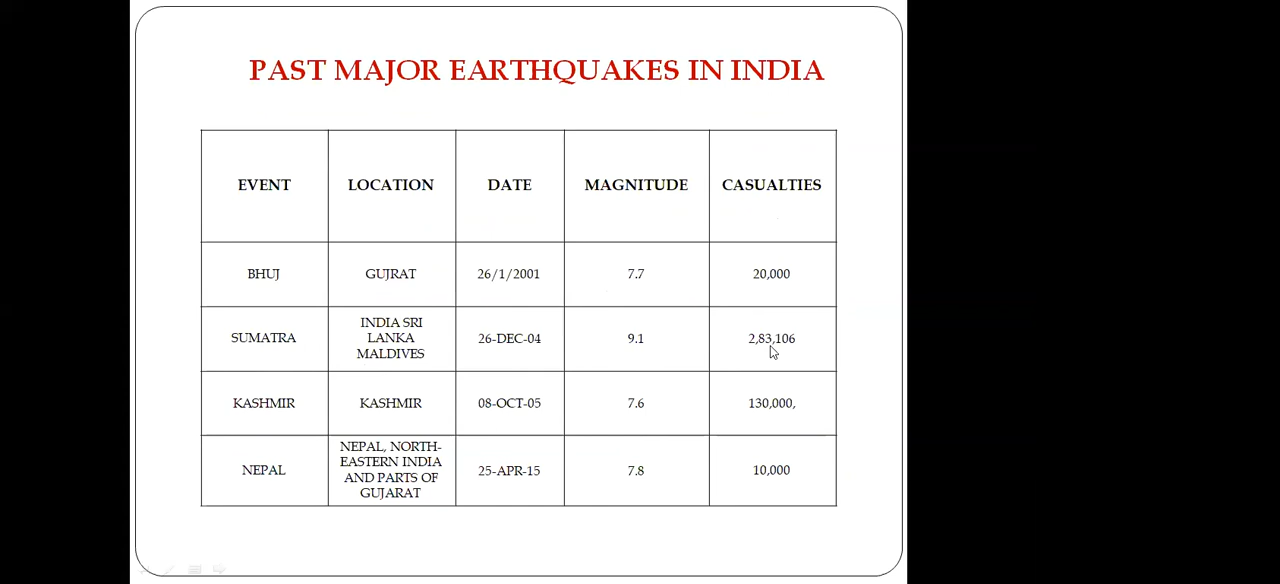 PAST MAJOR EARTHQUAKES IN INDIA
EVENT LOCATION DATE MAGNITUDE CASUALTIES
BHUJ GUJRAT 26/1/2001 7.7 20,000
SUMATRA INDIA SRI LANKA MALDIVES 26-DEC-04 9.1 2,83,106
KASHMIR KASHMIR 08-OCT-05 7.6 130,000,
NEPAL NEPAL, NORTH-EASTERN INDIA AND PARTS OF GUJARAT 25-APR-15 7.8 10,000